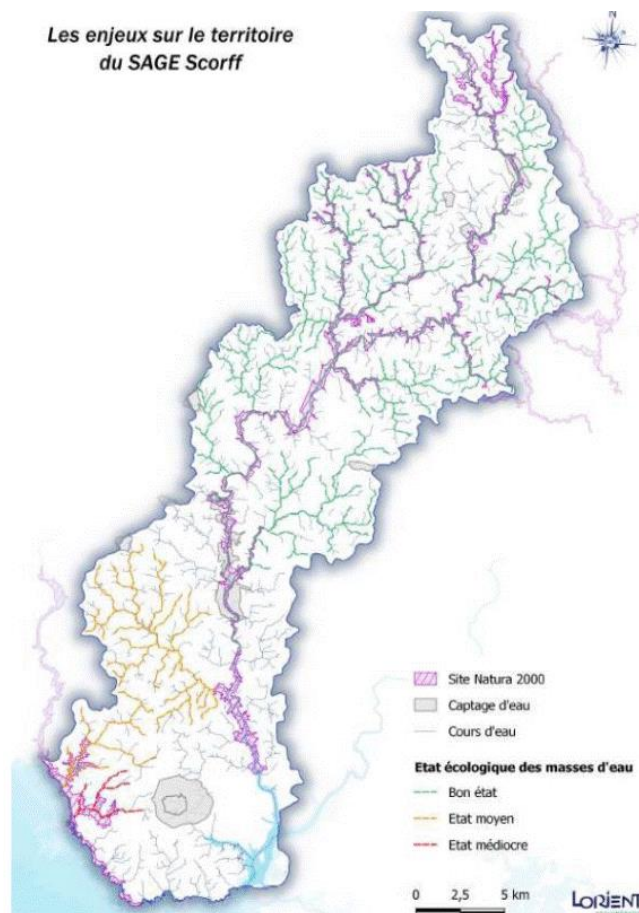 Les enjeux sur le territoire
du SAGE Scorff
Site Natura 2000
Captage d'eau
Cours d'eau
Etat écologique des masses d'eau
Bon état
Etat moyen
Etat médiocre
0 2,5 5 km
LORIENT